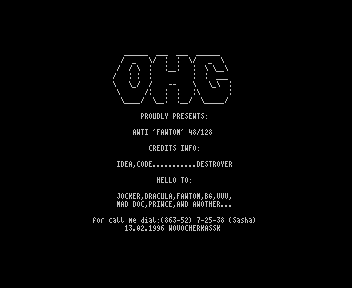 OHG
PROUDLY PRESENTS:
ANTI 'FANTOM' 48/128
CREDITS INFO:
IDEA,CODE...........DESTROYER
HELLO TO:
JOCKER,DRACULA,FANTOM,BG,VVV,
MAD DOC,PRINCE,AND ANOTHER...
for call me dial:(863-52) 7-25-38 (Sasha)
13.02.1996 NOVOCHERKASSK